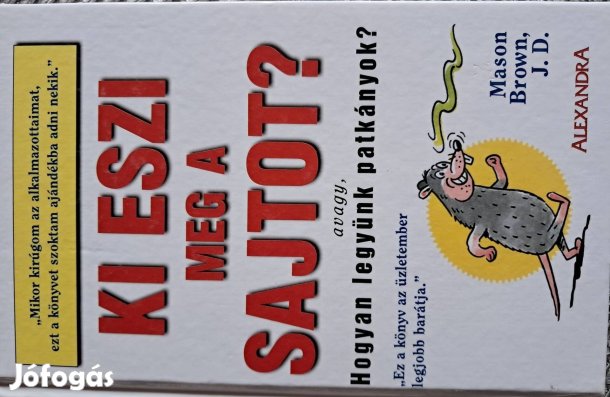 „Mikor kirúgom az alkalmazottaimat,
ezt a könyvet szoktam ajándékba adni nekik.”
KI ESZI
MEG A
SAJTOT?
avagy,
Hogyan legyünk patkányok?
„Ez a könyv az üzletember
legjobb barátja.”
Mason
Brown,
J. D.
ALEXANDRA
Jófogás